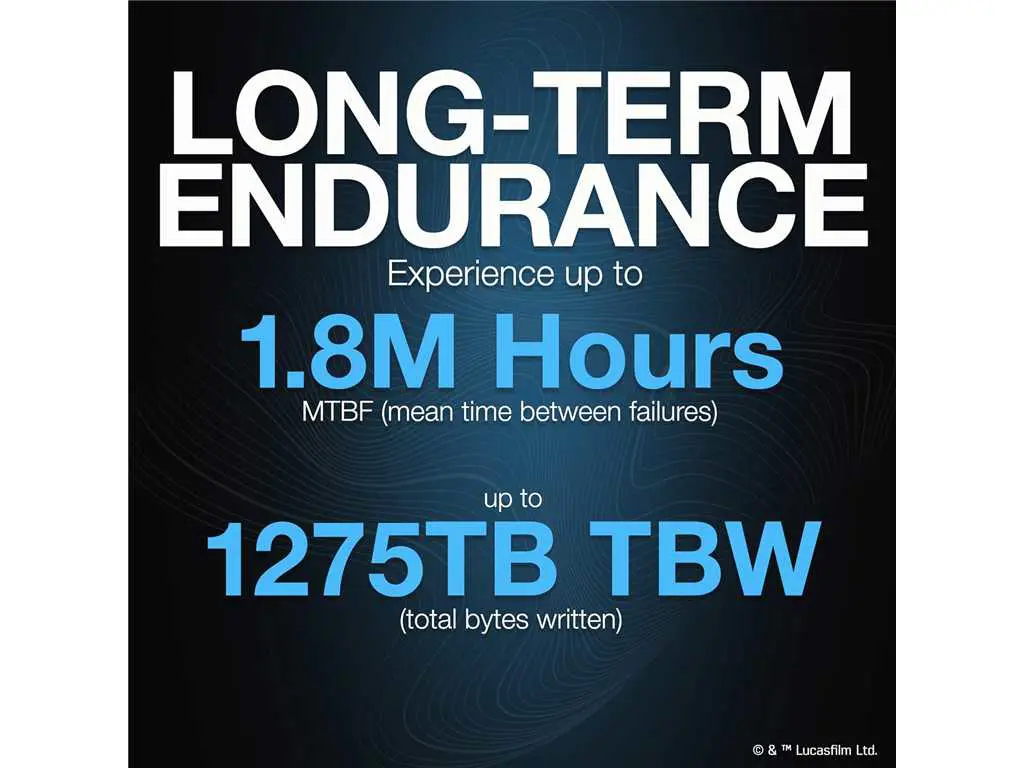 LONG-TERM
ENDURANCE
Experience up to
1.8M Hours
MTBF (mean time between failures)
up to
1275TB TBW
(total bytes written)
© & ™ Lucasfilm Ltd.